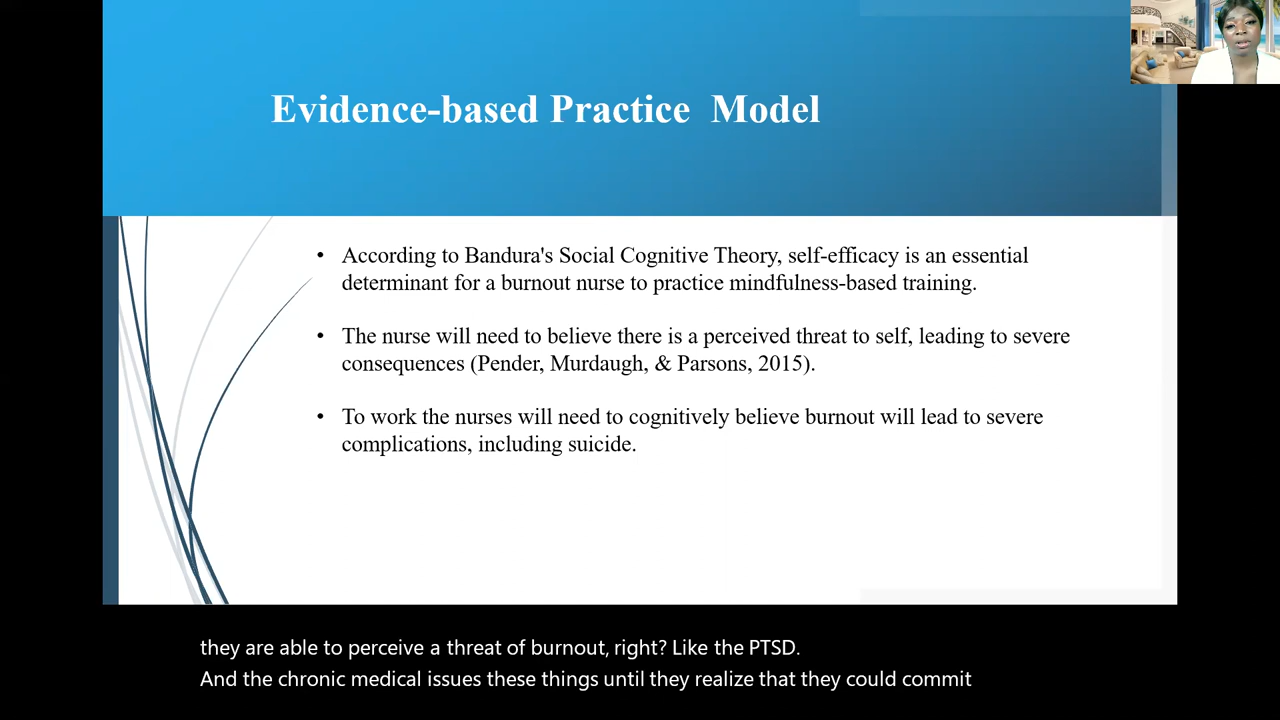 Evidence-based Practice Model
• According to Bandura's Social Cognitive Theory, self-efficacy is an essential
determinant for a burnout nurse to practice mindfulness-based training.
• The nurse will need to believe there is a perceived threat to self, leading to severe
consequences (Pender, Murdaugh, & Parsons, 2015).
• To work the nurses will need to cognitively believe burnout will lead to severe
complications, including suicide.
they are able to perceive a threat of burnout, right? Like the PTSD.
And the chronic medical issues these things until they realize that they could commit